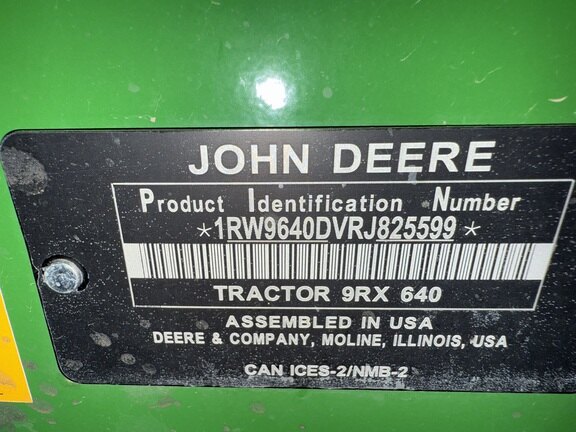 JOHN DEERE
Product Identification Number
*1RW9640DVRJ825599*
TRACTOR 9RX 640
ASSEMBLED IN USA
DEERE & COMPANY, MOLINE, ILLINOIS, USA
CAN ICES-2/NMB-2